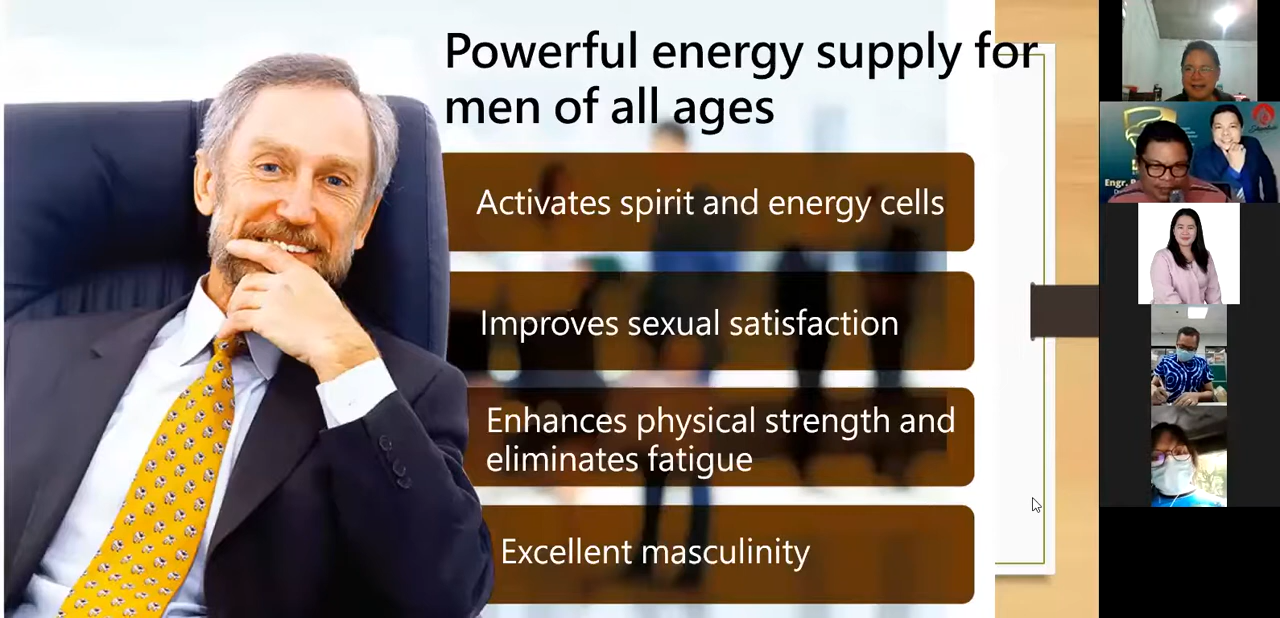 Powerful energy supply for
men of all ages
Activates spirit and energy cells
Improves sexual satisfaction
Enhances physical strength and
eliminates fatigue
Excellent masculinity
Engr.